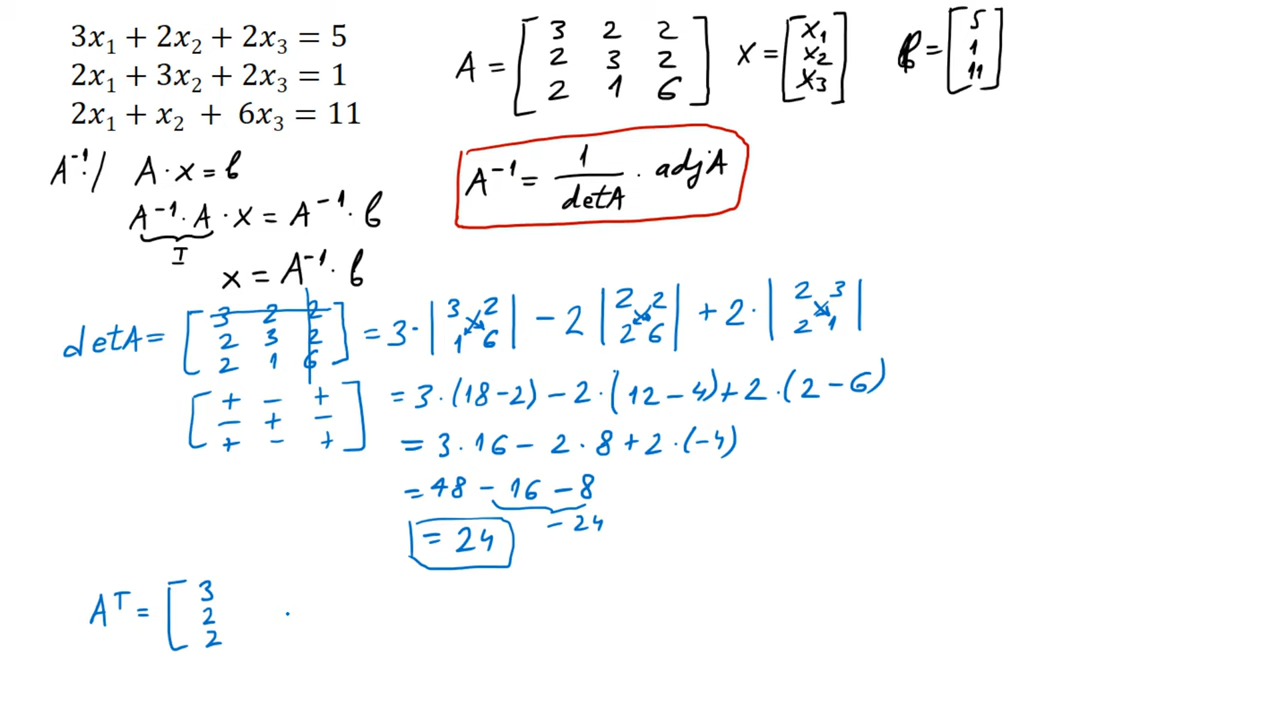 3x₁ + 2x₂ + 2x₃ = 5
2x₁ + 3x₂ + 2x₃ = 1
2x₁ + x₂ + 6x₃ = 11
A = [3 2 2; 2 3 2; 2 1 6] x = [x₁; x₂; x₃] b = [5; 1; 11]
A⁻¹·/ A · x = b
A⁻¹ · A · x = A⁻¹ · b
I
x = A⁻¹ · b
A⁻¹ = 1/detA · adjA
detA = [3 2 2; 2 3 2; 2 1 6] = 3 · |3 2; 1 6| − 2 |2 2; 2 6| + 2 · |2 3; 2 1|
[+ − +; − + −; + − +] = 3 · (18 − 2) − 2 · (12 − 4) + 2 · (2 − 6)
= 3 · 16 − 2 · 8 + 2 · (−4)
= 48 − 16 − 8
− 24
= 24
Aᵀ = [3; 2; 2